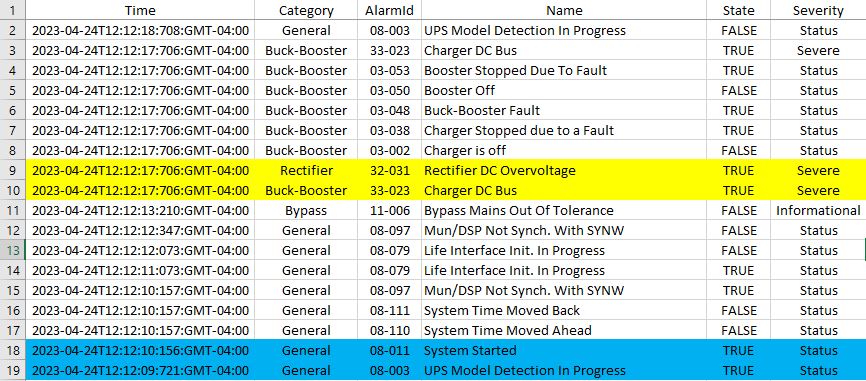 1 Time Category AlarmId Name State Severity
2 2023-04-24T12:12:18:708:GMT-04:00 General 08-003 UPS Model Detection In Progress FALSE Status
3 2023-04-24T12:12:17:706:GMT-04:00 Buck-Booster 33-023 Charger DC Bus TRUE Severe
4 2023-04-24T12:12:17:706:GMT-04:00 Buck-Booster 03-053 Booster Stopped Due To Fault TRUE Status
5 2023-04-24T12:12:17:706:GMT-04:00 Buck-Booster 03-050 Booster Off FALSE Status
6 2023-04-24T12:12:17:706:GMT-04:00 Buck-Booster 03-048 Buck-Booster Fault TRUE Status
7 2023-04-24T12:12:17:706:GMT-04:00 Buck-Booster 03-038 Charger Stopped due to a Fault TRUE Status
8 2023-04-24T12:12:17:706:GMT-04:00 Buck-Booster 03-002 Charger is off FALSE Status
9 2023-04-24T12:12:17:706:GMT-04:00 Rectifier 32-031 Rectifier DC Overvoltage TRUE Severe
10 2023-04-24T12:12:17:706:GMT-04:00 Buck-Booster 33-023 Charger DC Bus TRUE Severe
11 2023-04-24T12:12:13:210:GMT-04:00 Bypass 11-006 Bypass Mains Out Of Tolerance FALSE Informational
12 2023-04-24T12:12:12:347:GMT-04:00 General 08-097 Mun/DSP Not Synch. With SYNW FALSE Status
13 2023-04-24T12:12:12:073:GMT-04:00 General 08-079 Life Interface Init. In Progress FALSE Status
14 2023-04-24T12:12:11:073:GMT-04:00 General 08-079 Life Interface Init. In Progress TRUE Status
15 2023-04-24T12:12:10:157:GMT-04:00 General 08-097 Mun/DSP Not Synch. With SYNW TRUE Status
16 2023-04-24T12:12:10:157:GMT-04:00 General 08-111 System Time Moved Back FALSE Status
17 2023-04-24T12:12:10:157:GMT-04:00 General 08-110 System Time Moved Ahead FALSE Status
18 2023-04-24T12:12:10:156:GMT-04:00 General 08-011 System Started TRUE Status
19 2023-04-24T12:12:09:721:GMT-04:00 General 08-003 UPS Model Detection In Progress TRUE Status